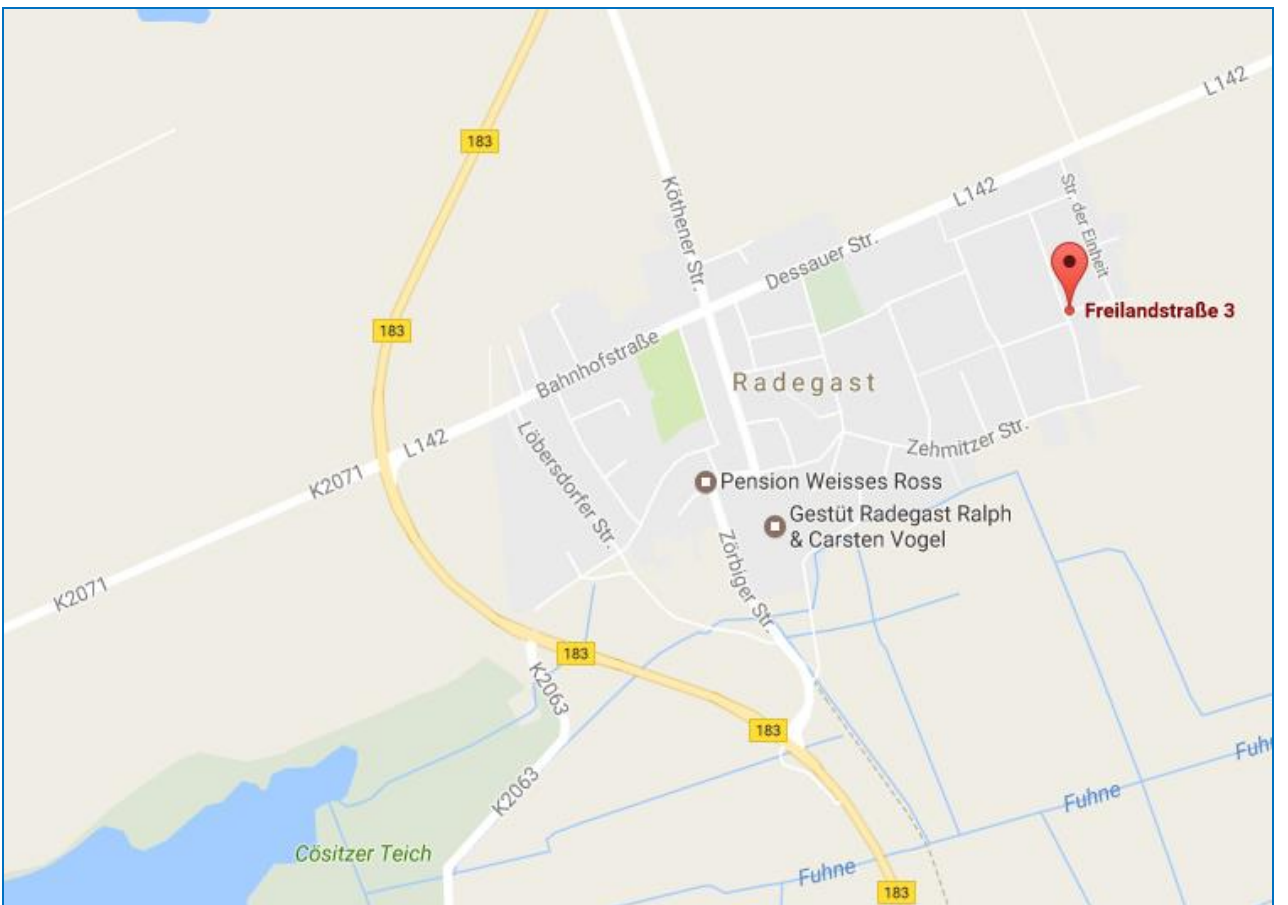 L142
183
L142
Str. der Einheit
Köthener Str.
Dessauer Str.
Freilandstraße 3
183
Bahnhofstraße
Radegast
L142
Löbersdorfer Str.
Zehmitzer Str.
K2071
Pension Weisses Ross
Gestüt Radegast Ralph
& Carsten Vogel
K2071
Zörbiger Str.
183
K2063
183
Fuhne
K2063
Fuhne
Cösitzer Teich
Fuhne
183